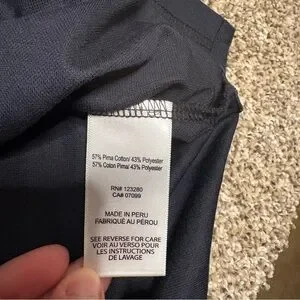 57% Pima Cotton/ 43% Polyester
57% Coton Pima/ 43% Polyester
RN# 123280
CA# 07099
MADE IN PERU
FABRIQUÉ AU PÉROU
SEE REVERSE FOR CARE
VOIR AU VERSO POUR
LES INSTRUCTIONS
DE LAVAGE